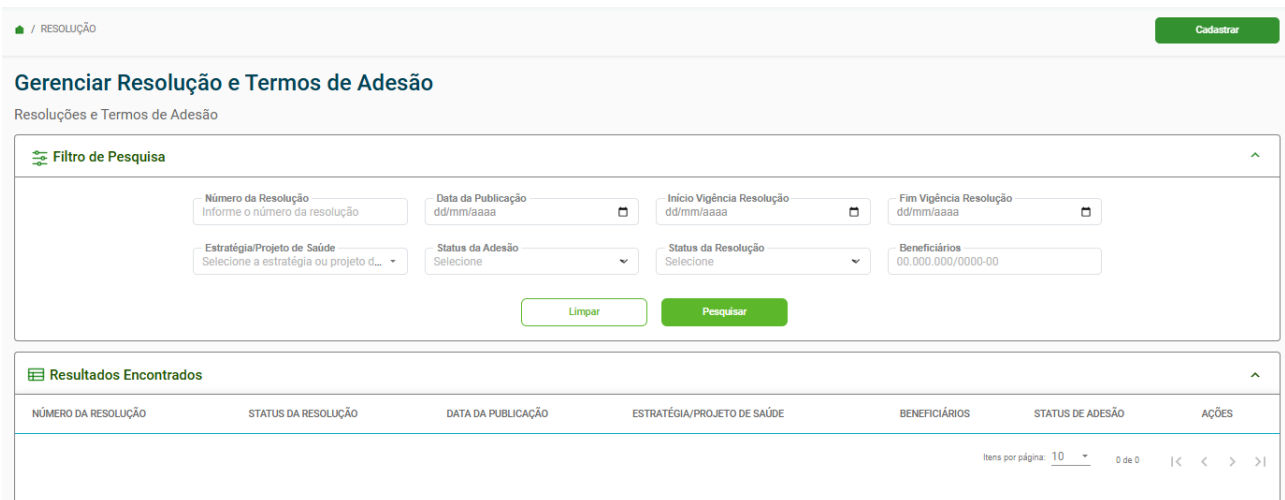 / RESOLUÇÃO
Cadastrar
Gerenciar Resolução e Termos de Adesão
Resoluções e Termos de Adesão
Filtro de Pesquisa
Número da Resolução Data da Publicação Início Vigência Resolução Fim Vigência Resolução
Informe o número da resolução dd/mm/aaaa dd/mm/aaaa dd/mm/aaaa
Estratégia/Projeto de Saúde Status da Adesão Status da Resolução Beneficiários
Selecione a estratégia ou projeto d... Selecione Selecione 00.000.000/0000-00
Limpar Pesquisar
Resultados Encontrados
NÚMERO DA RESOLUÇÃO STATUS DA RESOLUÇÃO DATA DA PUBLICAÇÃO ESTRATÉGIA/PROJETO DE SAÚDE BENEFICIÁRIOS STATUS DE ADESÃO AÇÕES
Itens por página: 10 0 de 0